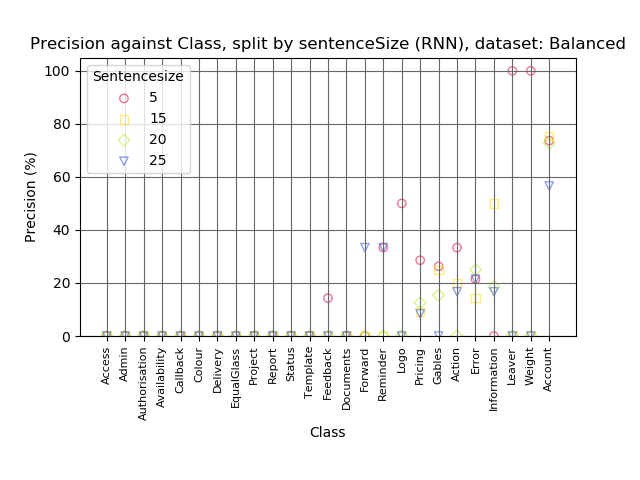 Precision against Class, split by sentenceSize (RNN), dataset: Balanced
Sentencesize
5
15
20
25
Precision (%)
100
80
60
40
20
0
Access
Admin
Authorisation
Availability
Callback
Colour
Delivery
EqualGlass
Project
Report
Status
Template
Feedback
Documents
Forward
Reminder
Logo
Pricing
Gables
Action
Error
Information
Leaver
Weight
Account
Class